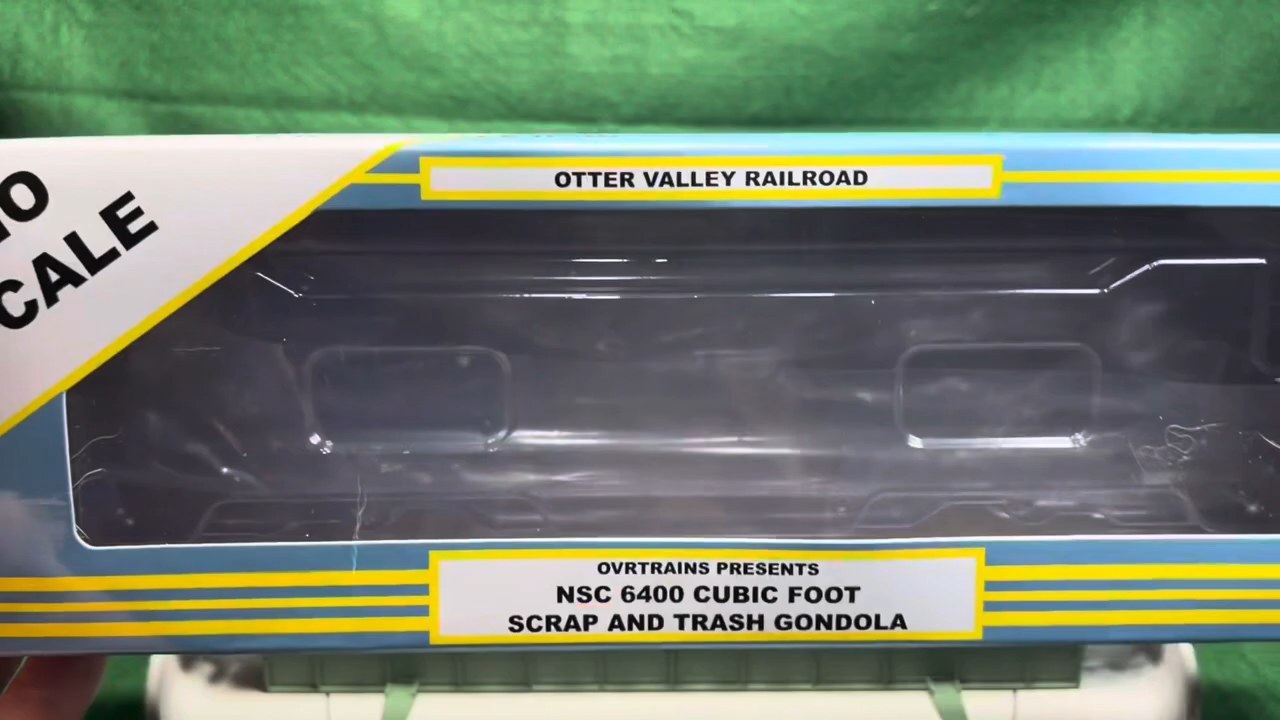 CALE
OTTER VALLEY RAILROAD
OVRTRAINS PRESENTS
NSC 6400 CUBIC FOOT
SCRAP AND TRASH GONDOLA